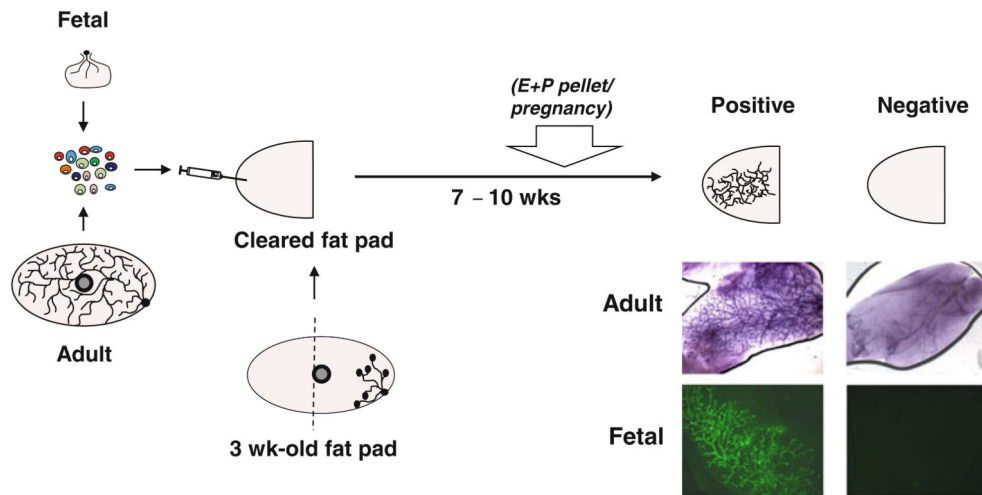 Fetal
(E+P pellet/
pregnancy)
Positive
Negative
7 – 10 wks
Cleared fat pad
Adult
Adult
3 wk-old fat pad
Fetal